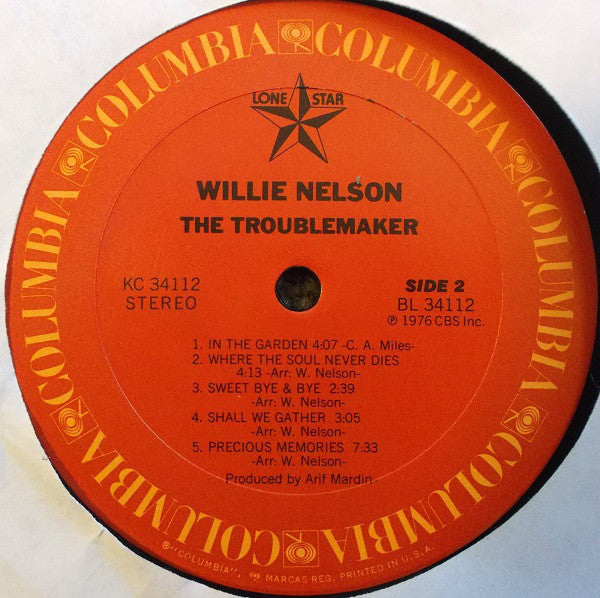 COLUMBIA COLUMBIA COLUMBIA COLUMBIA COLUMBIA COLUMBIA
LONE STAR
WILLIE NELSON
THE TROUBLEMAKER
KC 34112
STEREO
SIDE 2
BL 34112
℗ 1976 CBS Inc.
1. IN THE GARDEN 4:07 -C. A. Miles-
2. WHERE THE SOUL NEVER DIES
4:13 -Arr: W. Nelson-
3. SWEET BYE & BYE 2:39
-Arr: W. Nelson-
4. SHALL WE GATHER 3:05
-Arr: W. Nelson-
5. PRECIOUS MEMORIES 7:33
-Arr: W. Nelson-
Produced by Arif Mardin
®"COLUMBIA", MARCAS REG. PRINTED IN U.S.A.